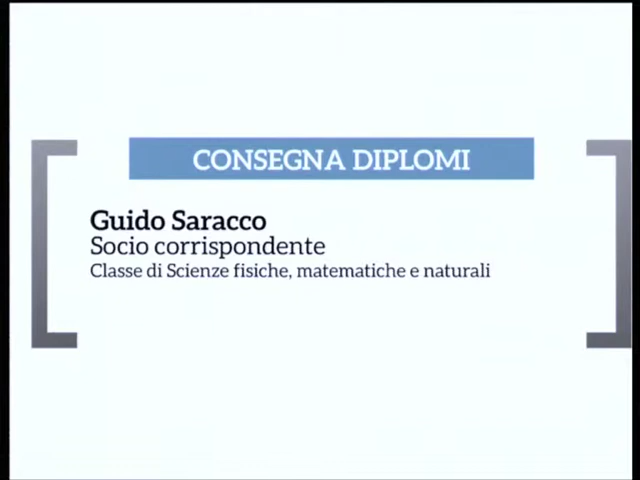 CONSEGNA DIPLOMI
Guido Saracco
Socio corrispondente
Classe di Scienze fisiche, matematiche e naturali